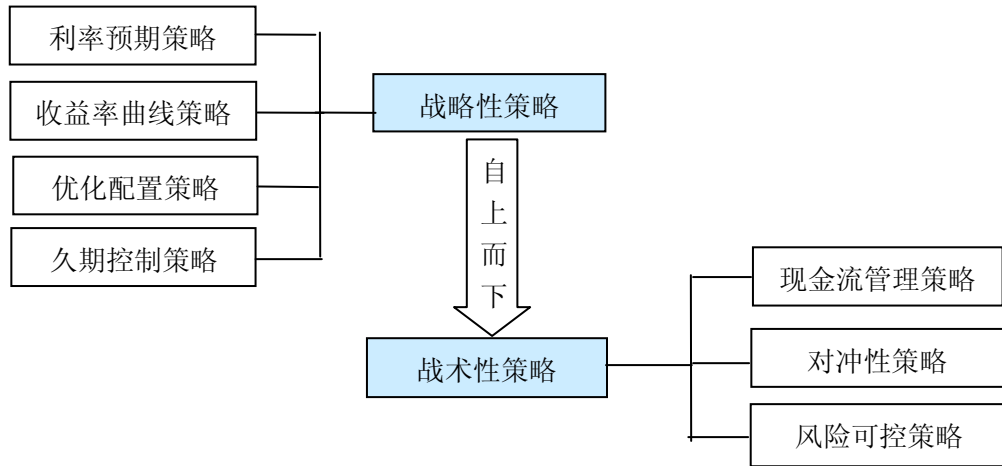 利率预期策略
收益率曲线策略
优化配置策略
久期控制策略
战略性策略
自
上
而
下
战术性策略
现金流管理策略
对冲性策略
风险可控策略